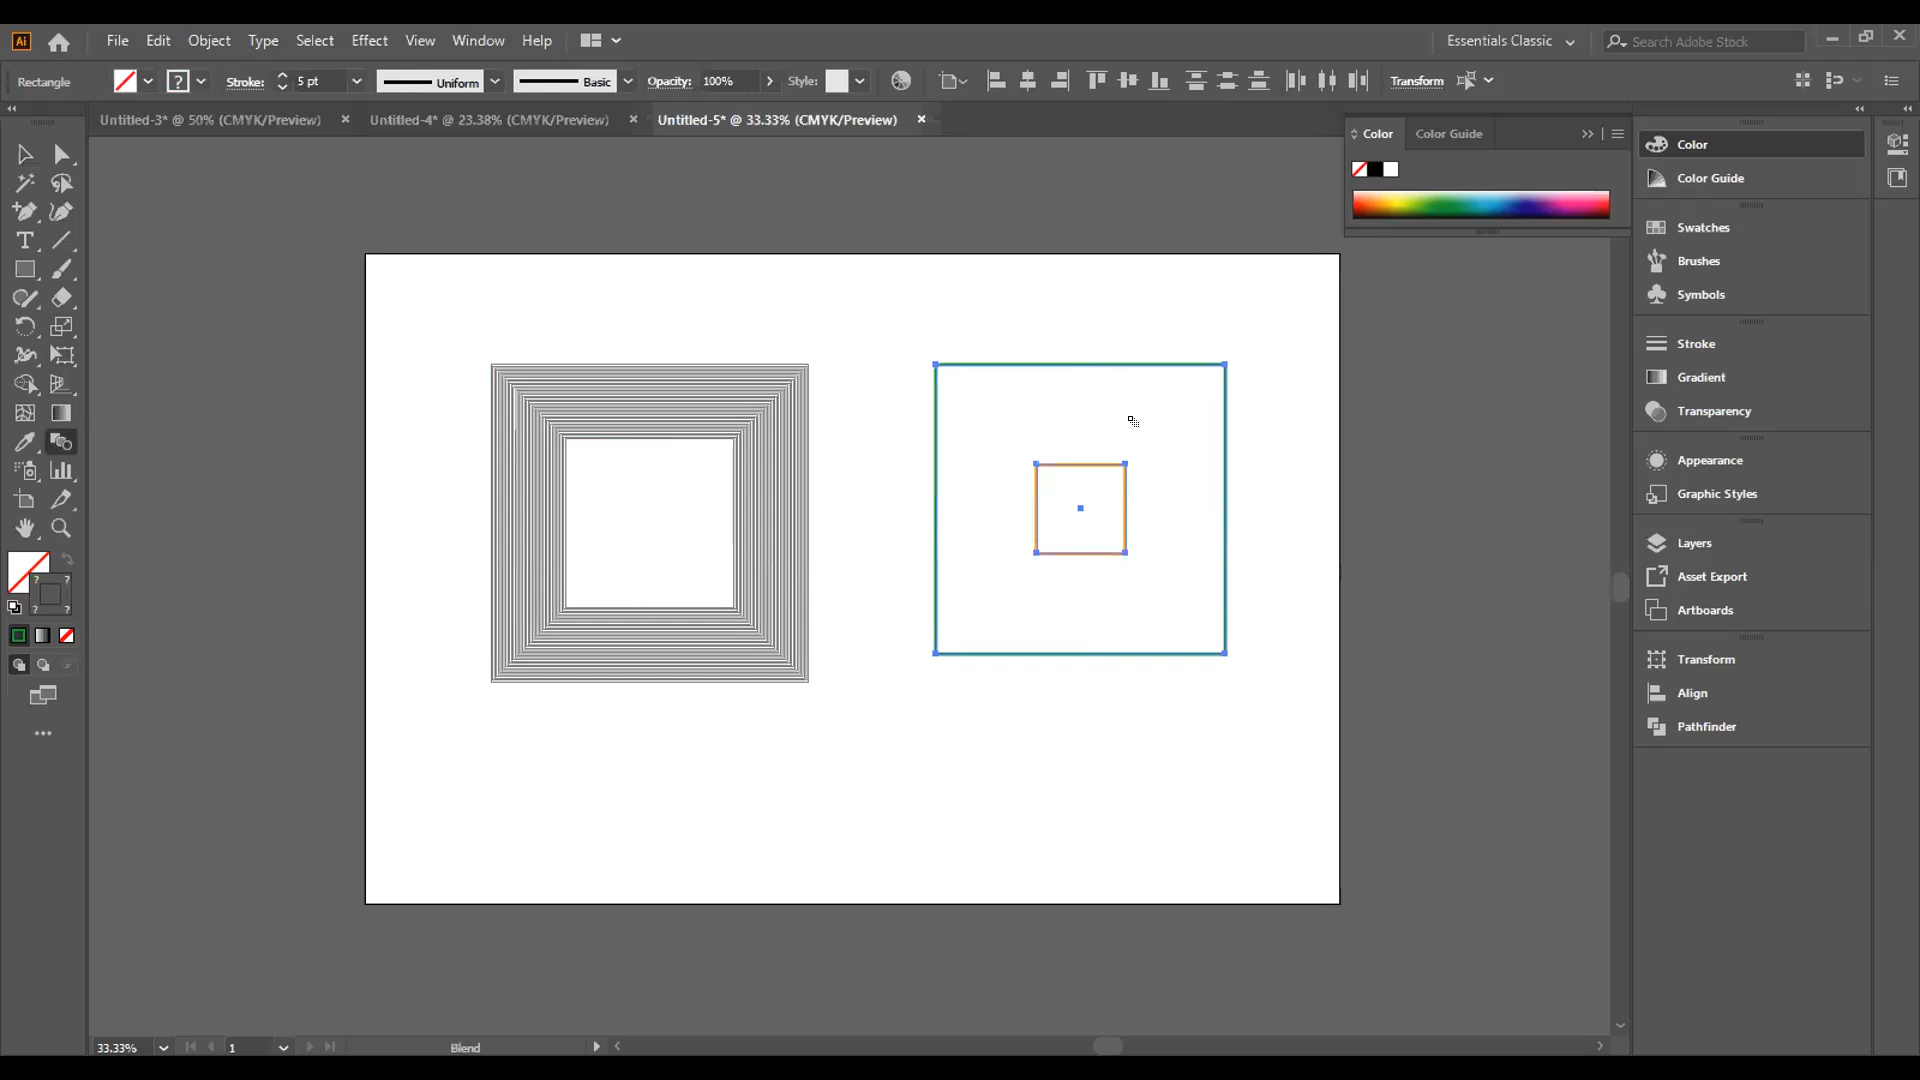 Ai File Edit Object Type Select Effect View Window Help Essentials Classic Search Adobe Stock
Rectangle ? Stroke: 5 pt Uniform Basic Opacity: 100% Style: Transform
Untitled-3* @ 50% (CMYK/Preview) Untitled-4* @ 23.38% (CMYK/Preview) Untitled-5* @ 33.33% (CMYK/Preview)
Color Color Guide
Color
Color Guide
Swatches
Brushes
Symbols
Stroke
Gradient
Transparency
Appearance
Graphic Styles
Layers
Asset Export
Artboards
Transform
Align
Pathfinder
T
? ?
? ?
33.33% 1 Blend